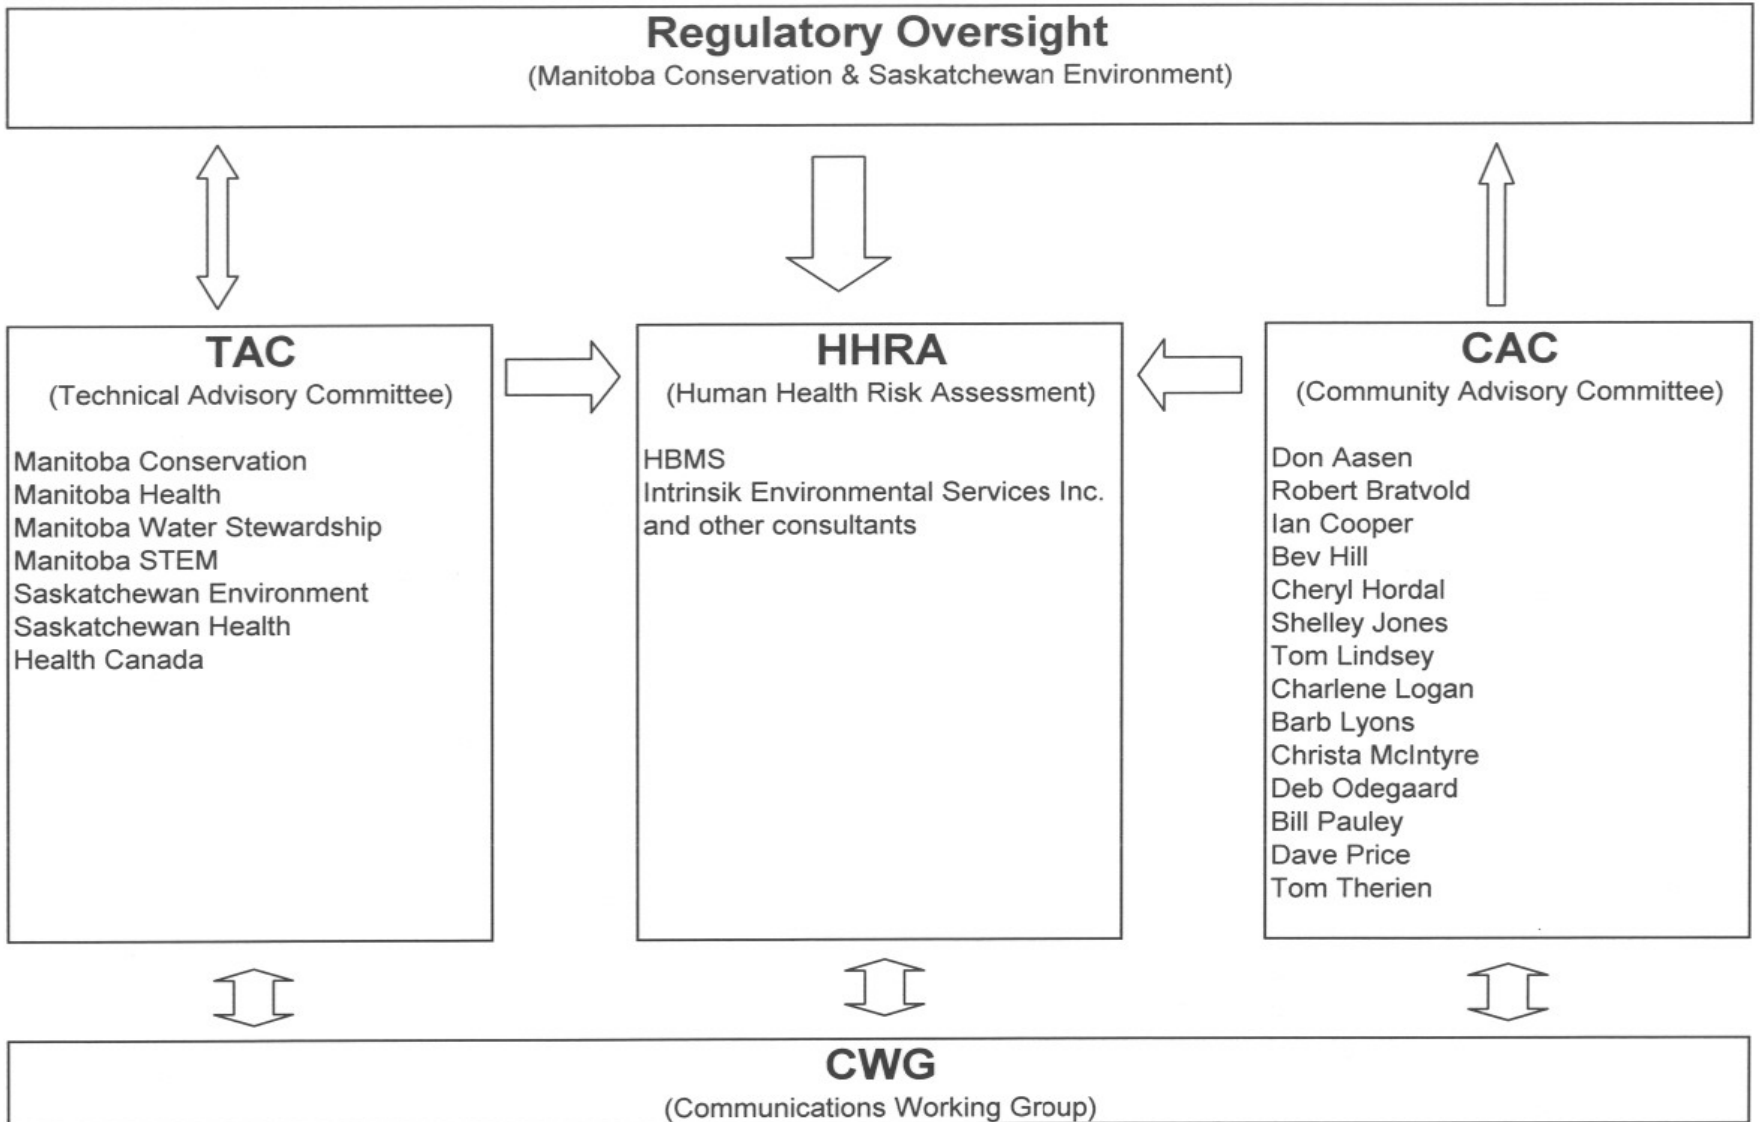 Regulatory Oversight
(Manitoba Conservation & Saskatchewan Environment)
TAC
(Technical Advisory Committee)
Manitoba Conservation
Manitoba Health
Manitoba Water Stewardship
Manitoba STEM
Saskatchewan Environment
Saskatchewan Health
Health Canada
HHRA
(Human Health Risk Assessment)
HBMS
Intrinsik Environmental Services Inc.
and other consultants
CAC
(Community Advisory Committee)
Don Aasen
Robert Bratvold
Ian Cooper
Bev Hill
Cheryl Hordal
Shelley Jones
Tom Lindsey
Charlene Logan
Barb Lyons
Christa McIntyre
Deb Odegaard
Bill Pauley
Dave Price
Tom Therien
CWG
(Communications Working Group)